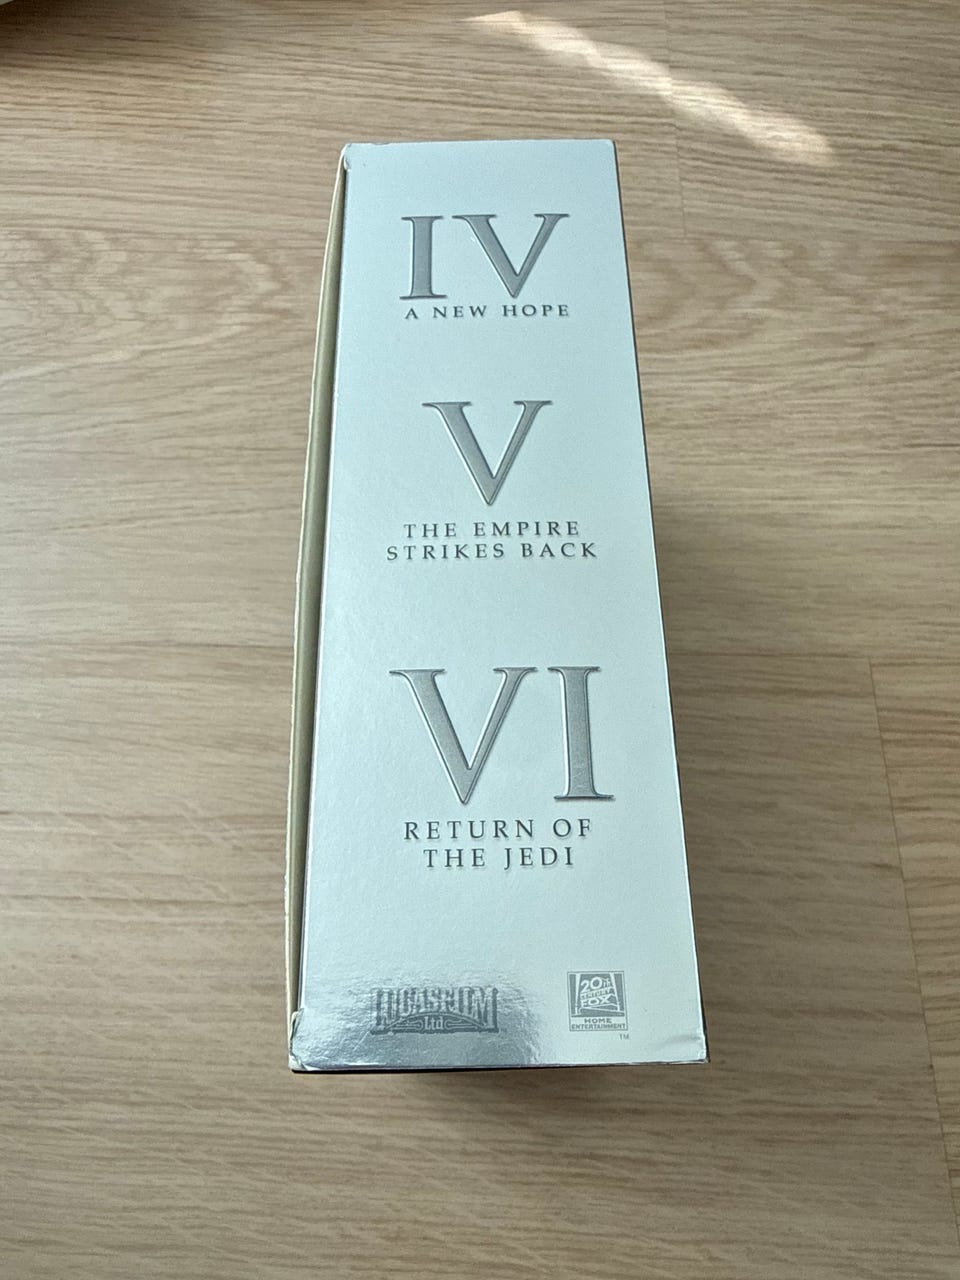 IV
A NEW HOPE
V
THE EMPIRE
STRIKES BACK
VI
RETURN OF
THE JEDI
LUCASFILM
Ltd
20TH
CENTURY
FOX
HOME
ENTERTAINMENT
TM